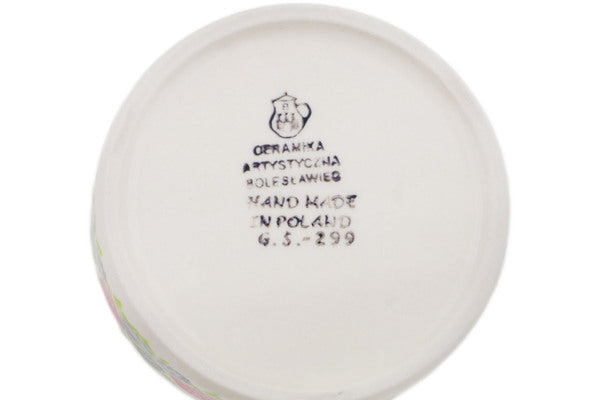 CERAMIKA
ARTYSTYCZNA
BOLESŁAWIEC
HAND MADE
IN POLAND
G.S.-299